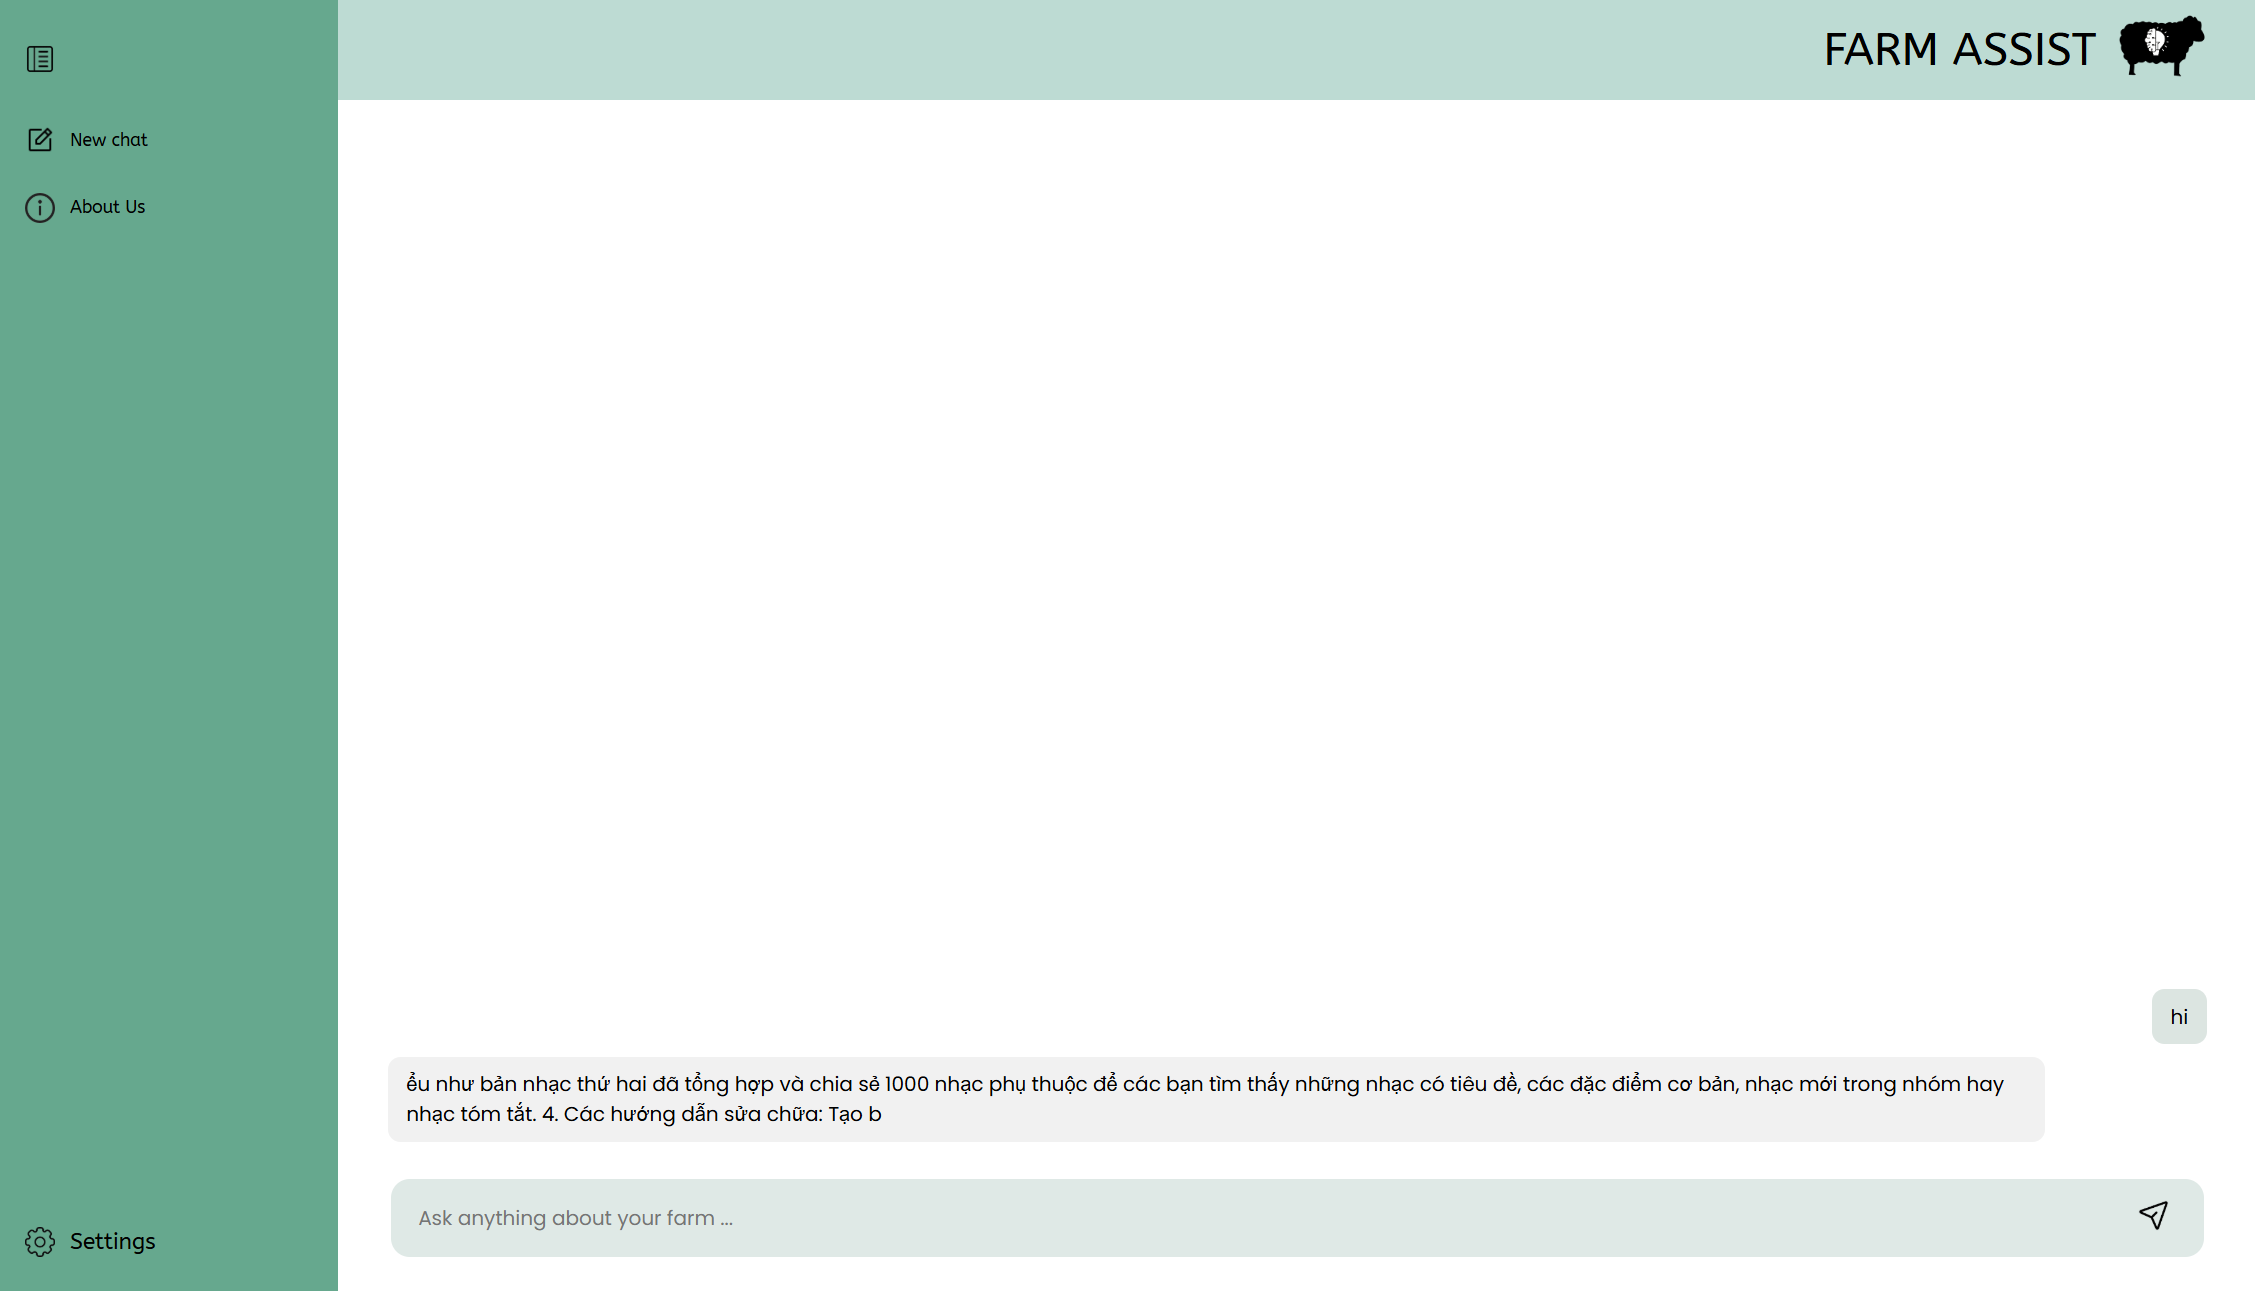 FARM ASSIST
New chat
About Us
hi
ểu như bản nhạc thứ hai đã tổng hợp và chia sẻ 1000 nhạc phụ thuộc để các bạn tìm thấy những nhạc có tiêu đề, các đặc điểm cơ bản, nhạc mới trong nhóm hay
nhạc tóm tắt. 4. Các hướng dẫn sửa chữa: Tạo b
Ask anything about your farm ...
Settings